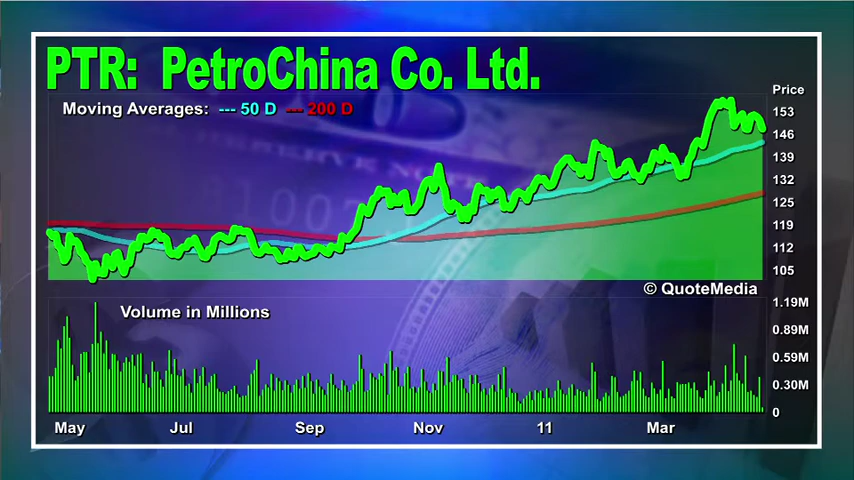 PTR: PetroChina Co. Ltd.
Moving Averages: --- 50 D --- 200 D
Price
153
146
139
132
125
119
112
105
© QuoteMedia
Volume in Millions
1.19M
0.89M
0.59M
0.30M
0
May Jul Sep Nov 11 Mar